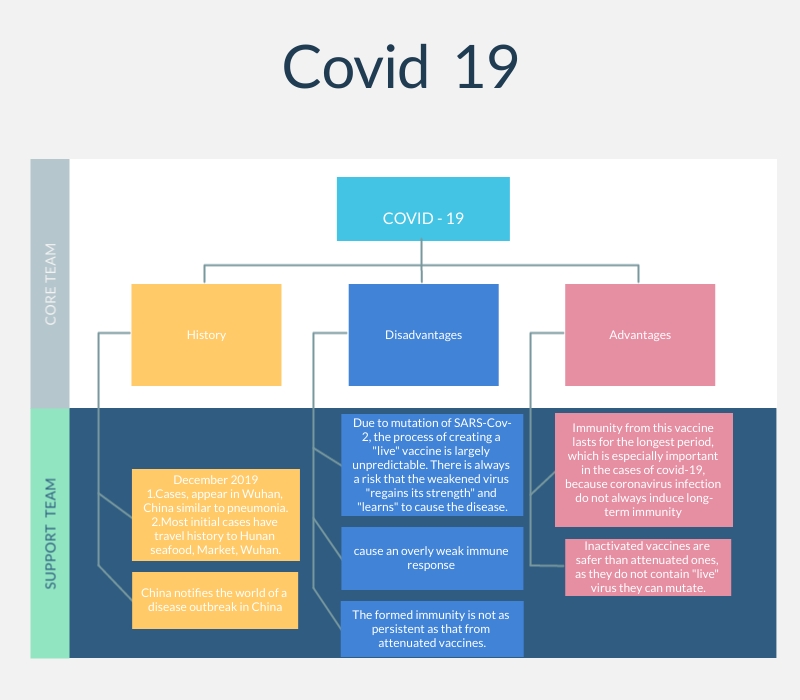 Covid 19
CORE TEAM
COVID - 19
History
Disadvantages
Advantages
SUPPORT TEAM
December 2019
1.Cases, appear in Wuhan,
China similar to pneumonia.
2.Most initial cases have
travel history to Hunan
seafood, Market, Wuhan.
China notifies the world of a
disease outbreak in China
Due to mutation of SARS-Cov-
2, the process of creating a
"live" vaccine is largely
unpredictable. There is always
a risk that the weakened virus
"regains its strength" and
"learns" to cause the disease.
cause an overly weak immune
response
The formed immunity is not as
persistent as that from
attenuated vaccines.
Immunity from this vaccine
lasts for the longest period,
which is especially important
in the cases of covid-19,
because coronavirus infection
do not always induce long-
term immunity
Inactivated vaccines are
safer than attenuated ones,
as they do not contain "live"
virus they can mutate.